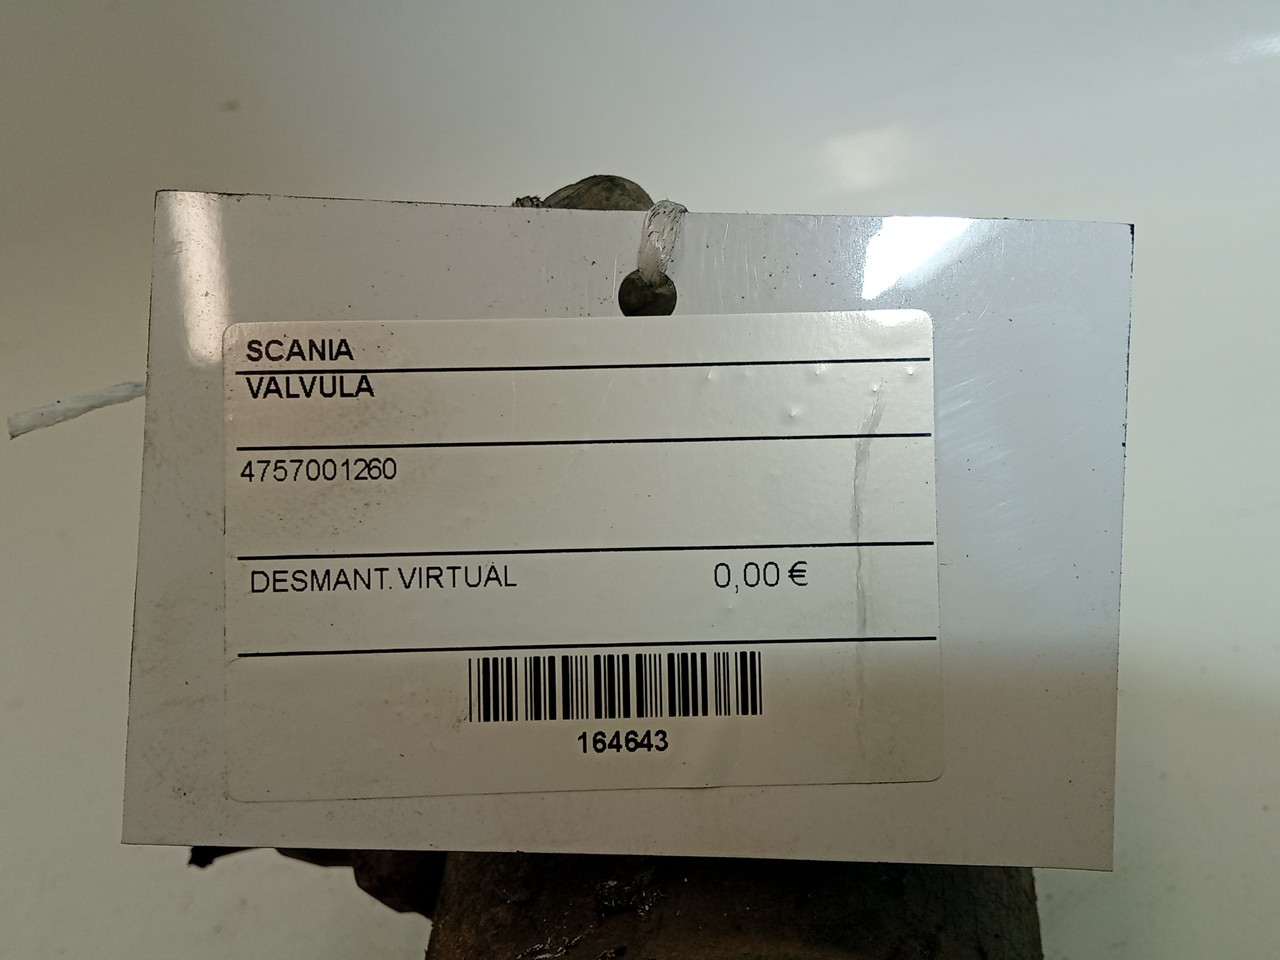 SCANIA
VALVULA
4757001260
DESMANT. VIRTUAL 0,00 €
164643